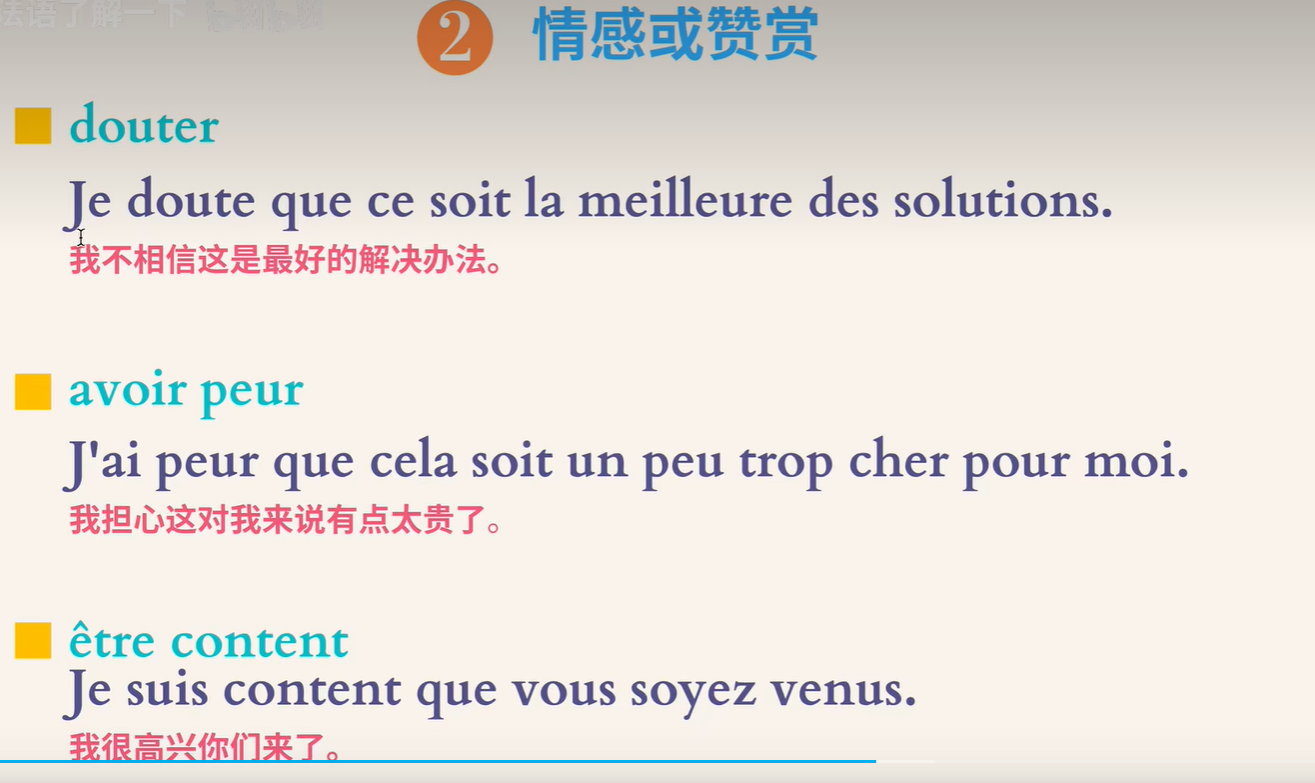 法语了解一下
2 情感或赞赏
douter
Je doute que ce soit la meilleure des solutions.
我不相信这是最好的解决办法。
avoir peur
J'ai peur que cela soit un peu trop cher pour moi.
我担心这对我来说有点太贵了。
être content
Je suis content que vous soyez venus.
我很高兴你们来了。